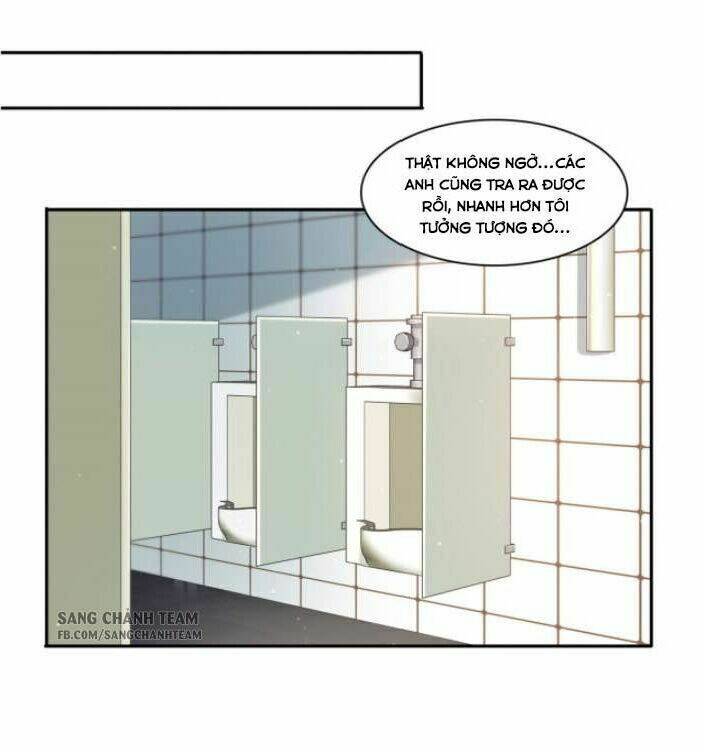 THẬT KHÔNG NGỜ...CÁC
ANH CŨNG TRA RA ĐƯỢC
RỒI, NHANH HƠN TÔI
TƯỞNG TƯỢNG ĐÓ...
SANG CHẢNH TEAM
FB.COM/SANGCHANHTEAM